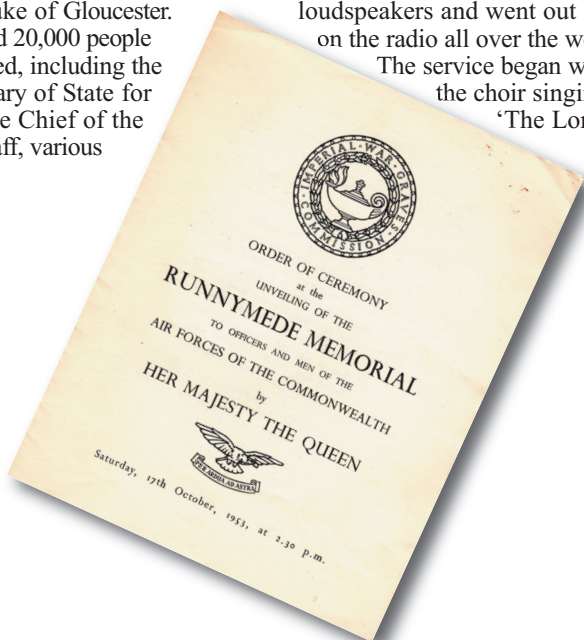 uke of Gloucester.
d 20,000 people
ed, including the
ary of State for
e Chief of the
aff, various
loudspeakers and went out
on the radio all over the wo
The service began w
the choir singin
‘The Lor
· IMPERIAL · WAR · GRAVES · COMMISSION
ORDER OF CEREMONY
at the
UNVEILING OF THE
RUNNYMEDE MEMORIAL
TO OFFICERS AND MEN OF THE
AIR FORCES OF THE COMMONWEALTH
by
HER MAJESTY THE QUEEN
PER ARDUA AD ASTRA
Saturday, 17th October, 1953, at 2.30 p.m.